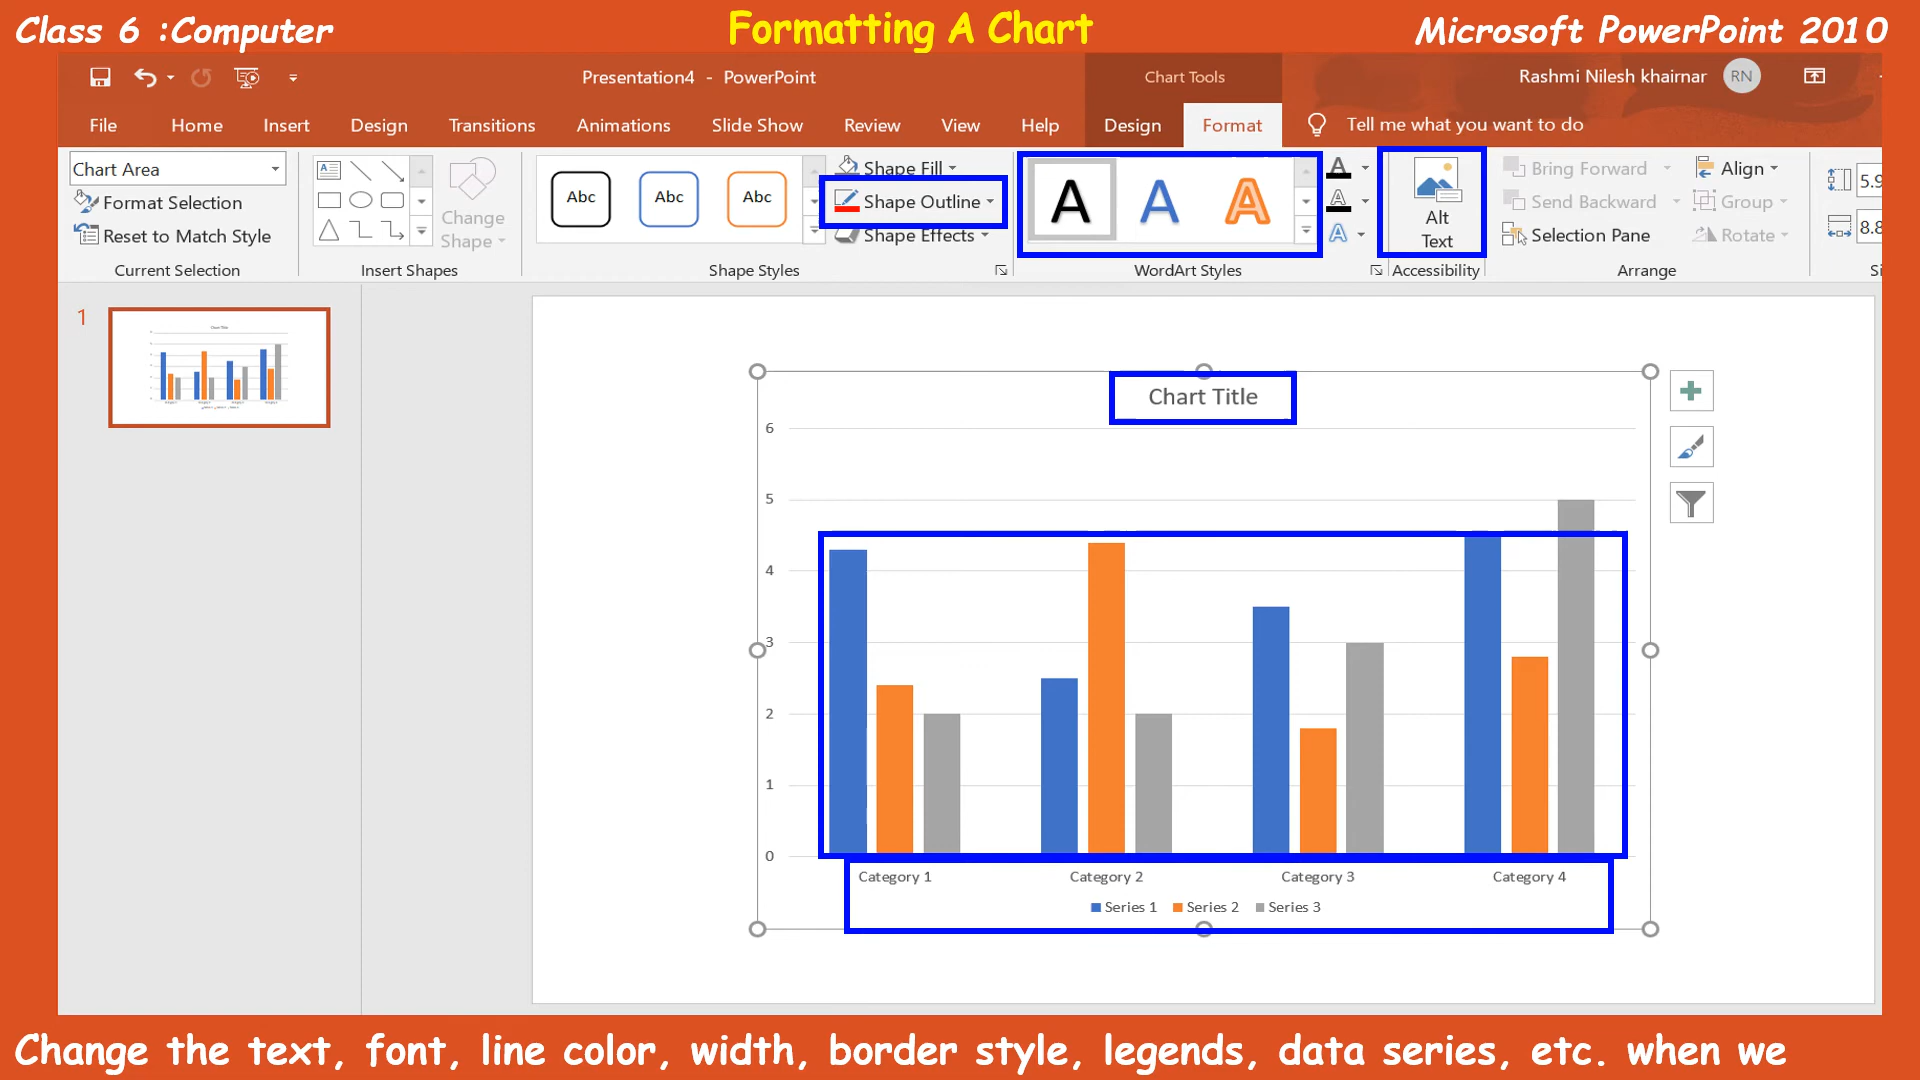 Class 6 :Computer
Formatting A Chart
Microsoft PowerPoint 2010
Presentation4 - PowerPoint
Chart Tools
Rashmi Nilesh khairnar
RN
File
Home
Insert
Design
Transitions
Animations
Slide Show
Review
View
Help
Design
Format
Tell me what you want to do
Chart Area
Format Selection
Reset to Match Style
Current Selection
Change
Shape
Insert Shapes
Abc
Abc
Abc
Shape Fill
Shape Outline
Shape Effects
Shape Styles
A
A
A
WordArt Styles
Alt
Text
Accessibility
Bring Forward
Send Backward
Selection Pane
Align
Group
Rotate
Arrange
5.9
8.8
Si
1
Chart Title
6
5
4
3
2
1
0
Category 1
Category 2
Category 3
Category 4
Series 1
Series 2
Series 3
Change the text, font, line color, width, border style, legends, data series, etc. when we